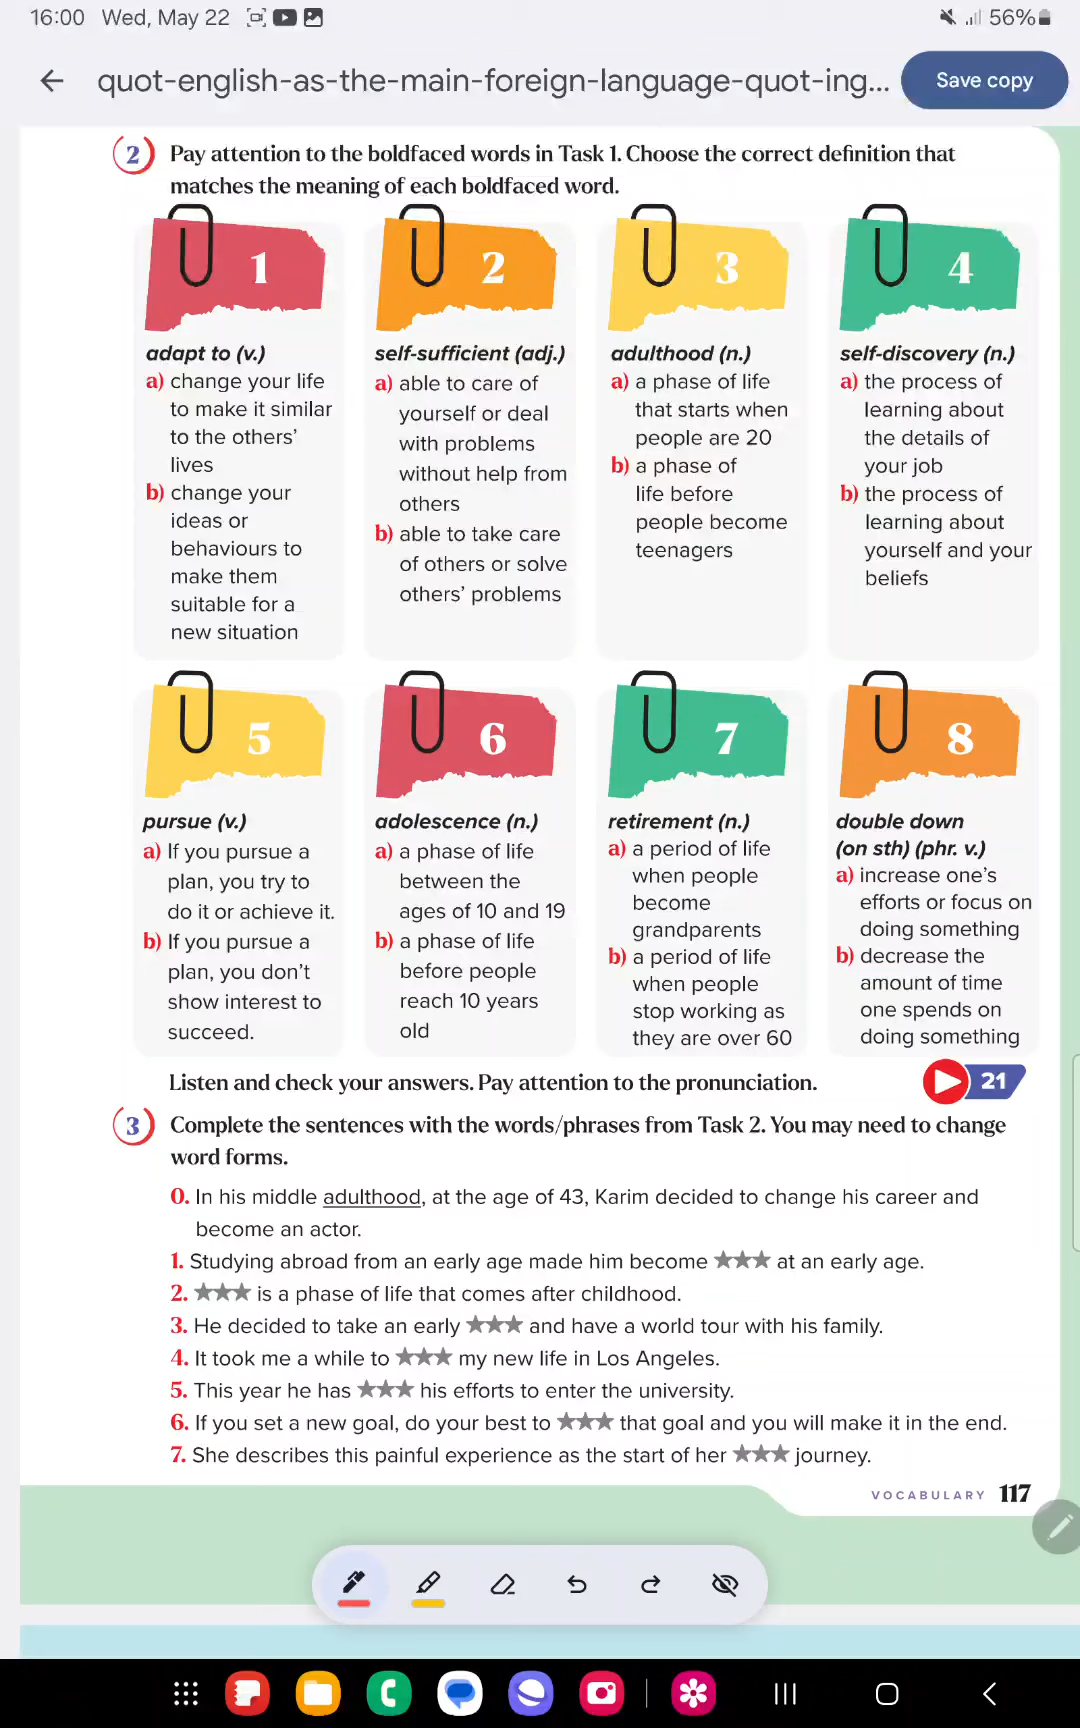 16:00 Wed, May 22
56%
quot-english-as-the-main-foreign-language-quot-ing...
Save copy
2 Pay attention to the boldfaced words in Task 1. Choose the correct definition that
matches the meaning of each boldfaced word.
1
adapt to (v.)
a) change your life
to make it similar
to the others’
lives
b) change your
ideas or
behaviours to
make them
suitable for a
new situation
2
self-sufficient (adj.)
a) able to care of
yourself or deal
with problems
without help from
others
b) able to take care
of others or solve
others’ problems
3
adulthood (n.)
a) a phase of life
that starts when
people are 20
b) a phase of
life before
people become
teenagers
4
self-discovery (n.)
a) the process of
learning about
the details of
your job
b) the process of
learning about
yourself and your
beliefs
5
pursue (v.)
a) If you pursue a
plan, you try to
do it or achieve it.
b) If you pursue a
plan, you don’t
show interest to
succeed.
6
adolescence (n.)
a) a phase of life
between the
ages of 10 and 19
b) a phase of life
before people
reach 10 years
old
7
retirement (n.)
a) a period of life
when people
become
grandparents
b) a period of life
when people
stop working as
they are over 60
8
double down
(on sth) (phr. v.)
a) increase one’s
efforts or focus on
doing something
b) decrease the
amount of time
one spends on
doing something
Listen and check your answers. Pay attention to the pronunciation.
21
3 Complete the sentences with the words/phrases from Task 2. You may need to change
word forms.
0. In his middle adulthood, at the age of 43, Karim decided to change his career and
become an actor.
1. Studying abroad from an early age made him become ★★★ at an early age.
2. ★★★ is a phase of life that comes after childhood.
3. He decided to take an early ★★★ and have a world tour with his family.
4. It took me a while to ★★★ my new life in Los Angeles.
5. This year he has ★★★ his efforts to enter the university.
6. If you set a new goal, do your best to ★★★ that goal and you will make it in the end.
7. She describes this painful experience as the start of her ★★★ journey.
VOCABULARY 117